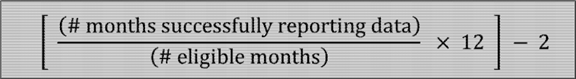 [ (# months successfully reporting data)
(# eligible months) × 12 ] − 2